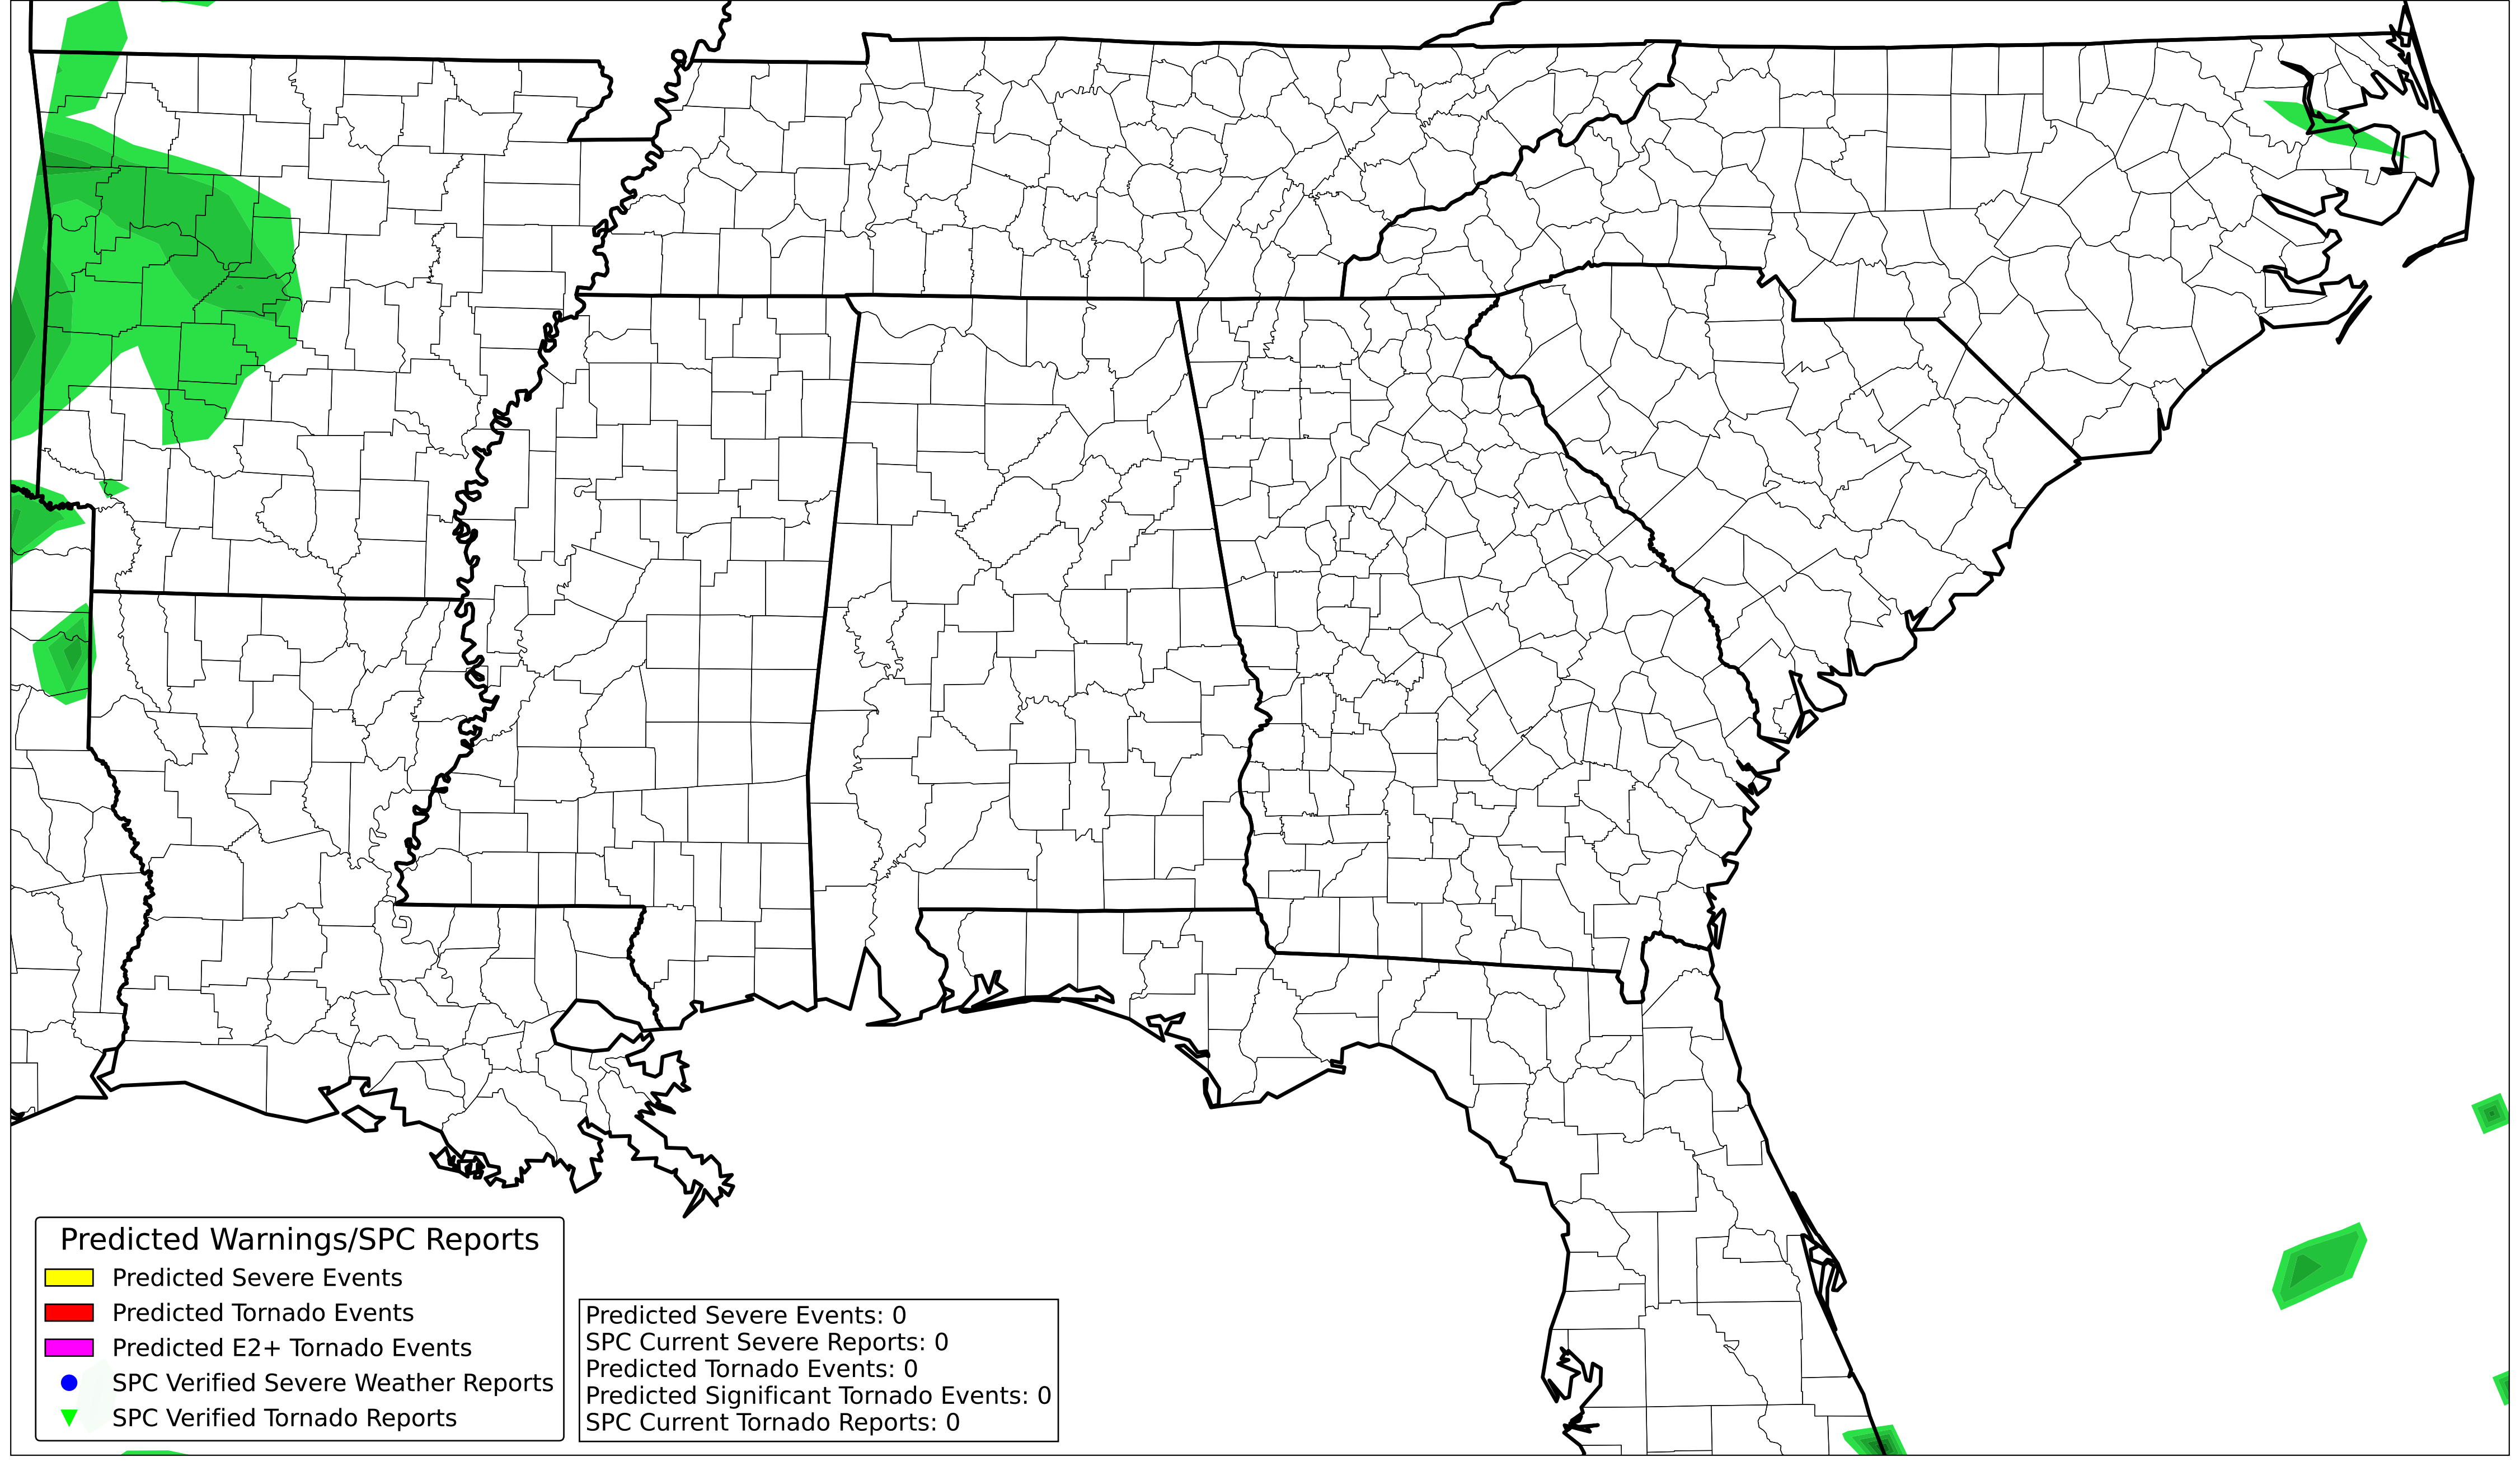 Predicted Warnings/SPC Reports
Predicted Severe Events
Predicted Tornado Events
Predicted E2+ Tornado Events
SPC Verified Severe Weather Reports
SPC Verified Tornado Reports
Predicted Severe Events: 0
SPC Current Severe Reports: 0
Predicted Tornado Events: 0
Predicted Significant Tornado Events: 0
SPC Current Tornado Reports: 0